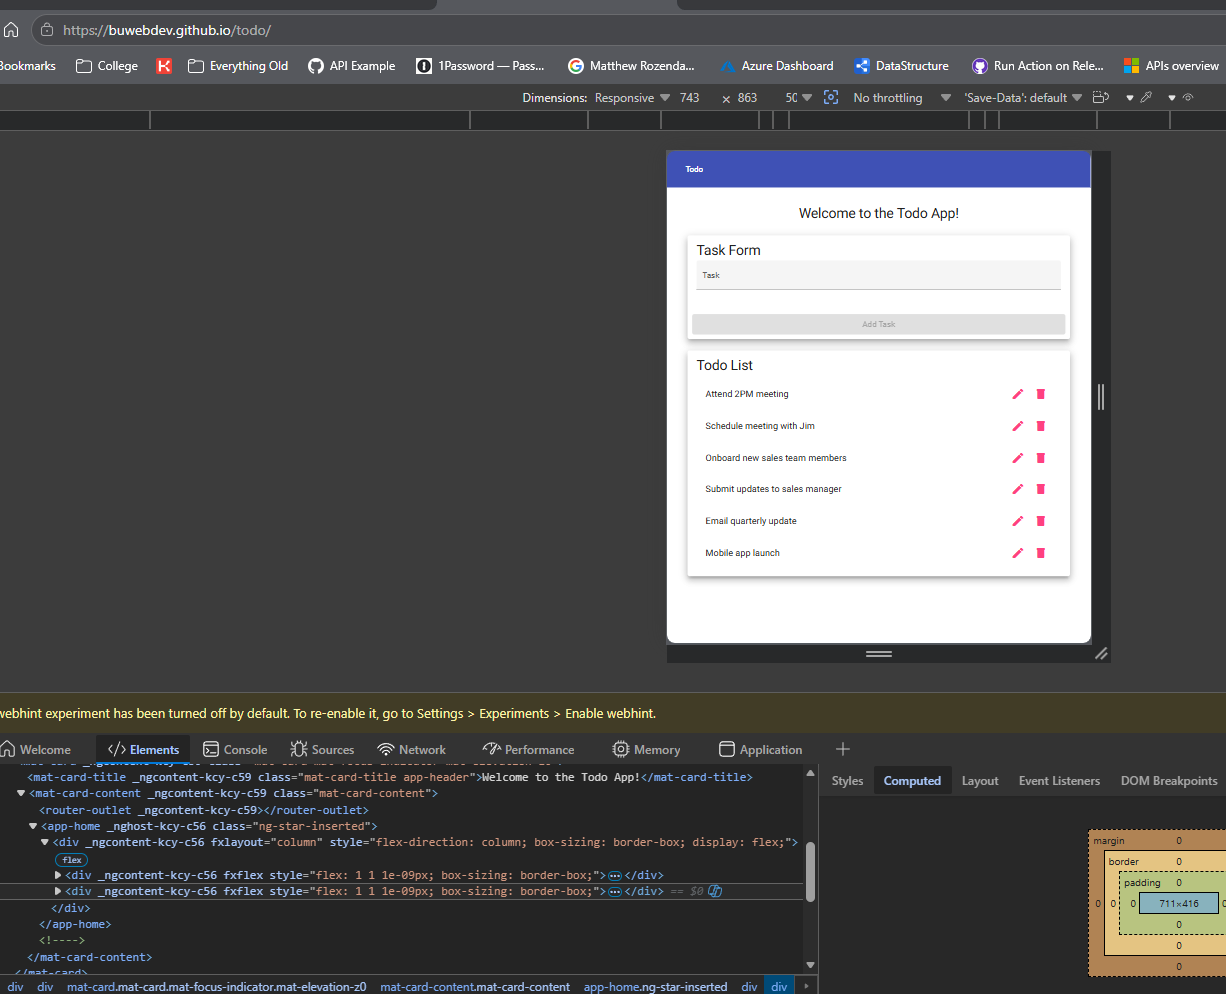 https://buwebdev.github.io/todo/
Bookmarks College Everything Old API Example 1Password — Pass... Matthew Rozenda... Azure Dashboard DataStructure Run Action on Rele... APIs overview
Dimensions: Responsive 743 x 863 50 No throttling 'Save-Data': default
Todo
Welcome to the Todo App!
Task Form
Task
Add Task
Todo List
Attend 2PM meeting
Schedule meeting with Jim
Onboard new sales team members
Submit updates to sales manager
Email quarterly update
Mobile app launch
webhint experiment has been turned off by default. To re-enable it, go to Settings > Experiments > Enable webhint.
Welcome Elements Console Sources Network Performance Memory Application
Styles Computed Layout Event Listeners DOM Breakpoints
<mat-card-title _ngcontent-kcy-c59 class="mat-card-title app-header">Welcome to the Todo App!</mat-card-title>
<mat-card-content _ngcontent-kcy-c59 class="mat-card-content">
<router-outlet _ngcontent-kcy-c59></router-outlet>
<app-home _nghost-kcy-c56 class="ng-star-inserted">
<div _ngcontent-kcy-c56 fxlayout="column" style="flex-direction: column; box-sizing: border-box; display: flex;">
flex
<div _ngcontent-kcy-c56 fxflex style="flex: 1 1 1e-09px; box-sizing: border-box;">…</div>
<div _ngcontent-kcy-c56 fxflex style="flex: 1 1 1e-09px; box-sizing: border-box;">…</div> == $0
</div>
</app-home>
<!---->
</mat-card-content>
</mat-card>
margin 0
border 0
padding 0
0 0 0 711×416 0
0
0
0
div div mat-card.mat-card.mat-focus-indicator.mat-elevation-z0 mat-card-content.mat-card-content app-home.ng-star-inserted div div